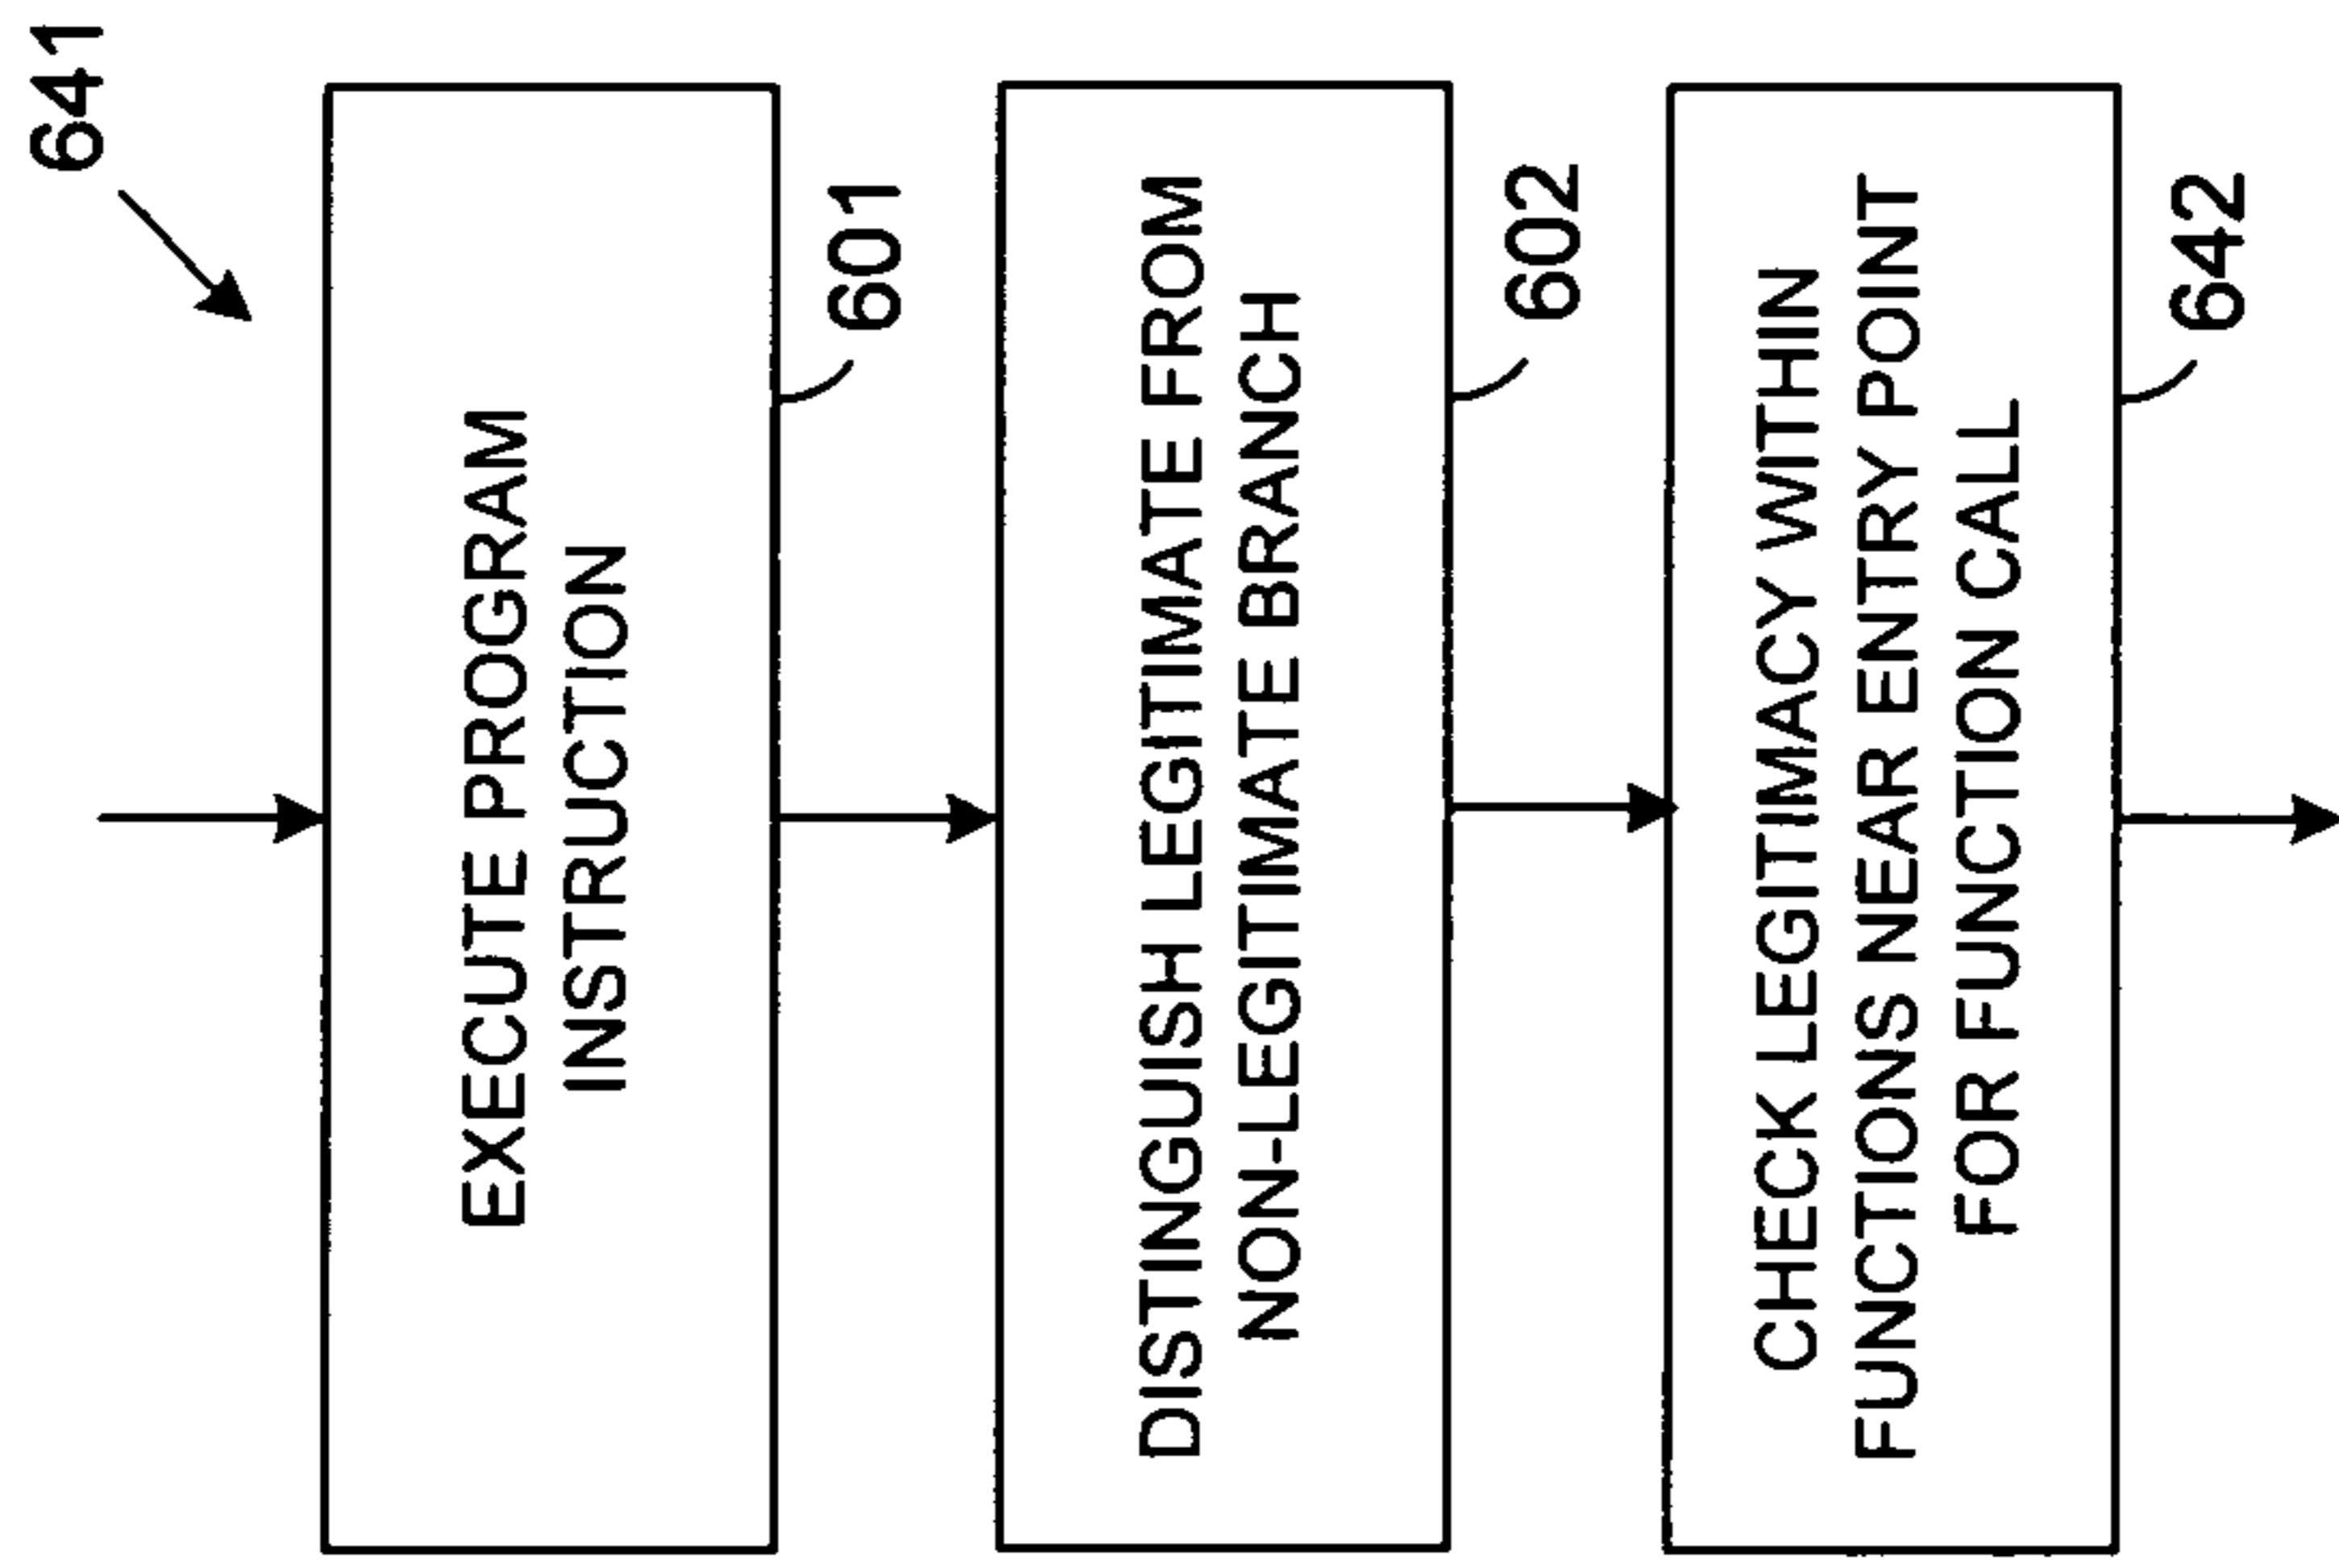 641
EXECUTE PROGRAM
INSTRUCTION
601
DISTINGUISH LEGITIMATE FROM
NON-LEGITIMATE BRANCH
602
CHECK LEGITIMACY WITHIN
FUNCTIONS NEAR ENTRY POINT
FOR FUNCTION CALL
642